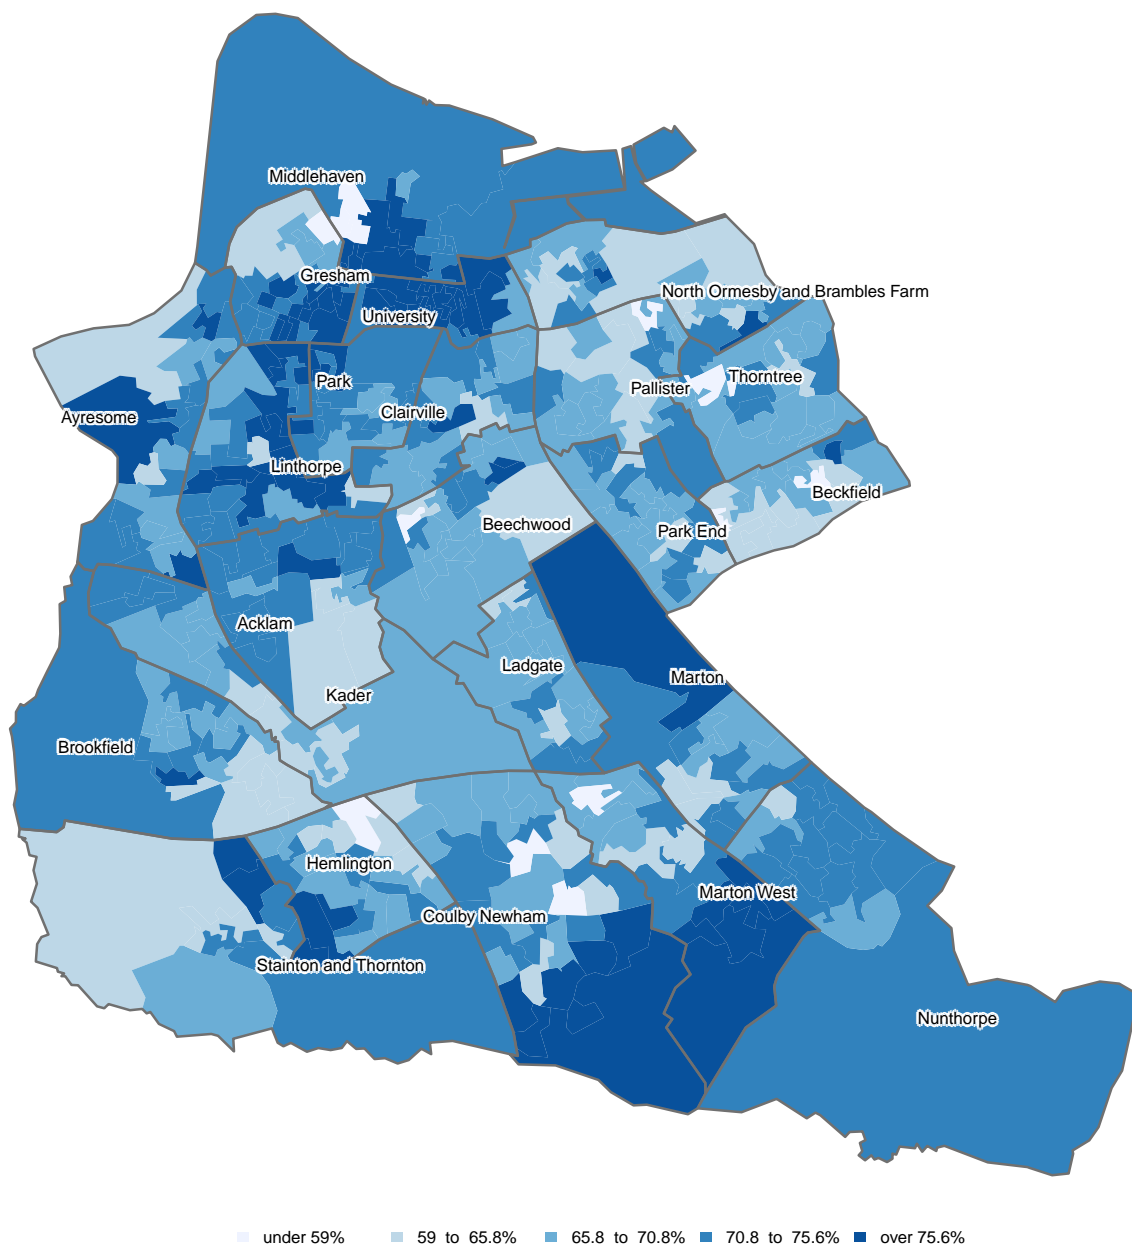 Middlehaven
Gresham
North Ormesby and Brambles Farm
University
Park
Thorntree
Pallister
Clairville
Ayresome
Linthorpe
Beckfield
Beechwood
Park End
Acklam
Ladgate
Marton
Kader
Brookfield
Hemlington
Marton West
Coulby Newham
Stainton and Thornton
Nunthorpe
under 59% 59 to 65.8% 65.8 to 70.8% 70.8 to 75.6% over 75.6%